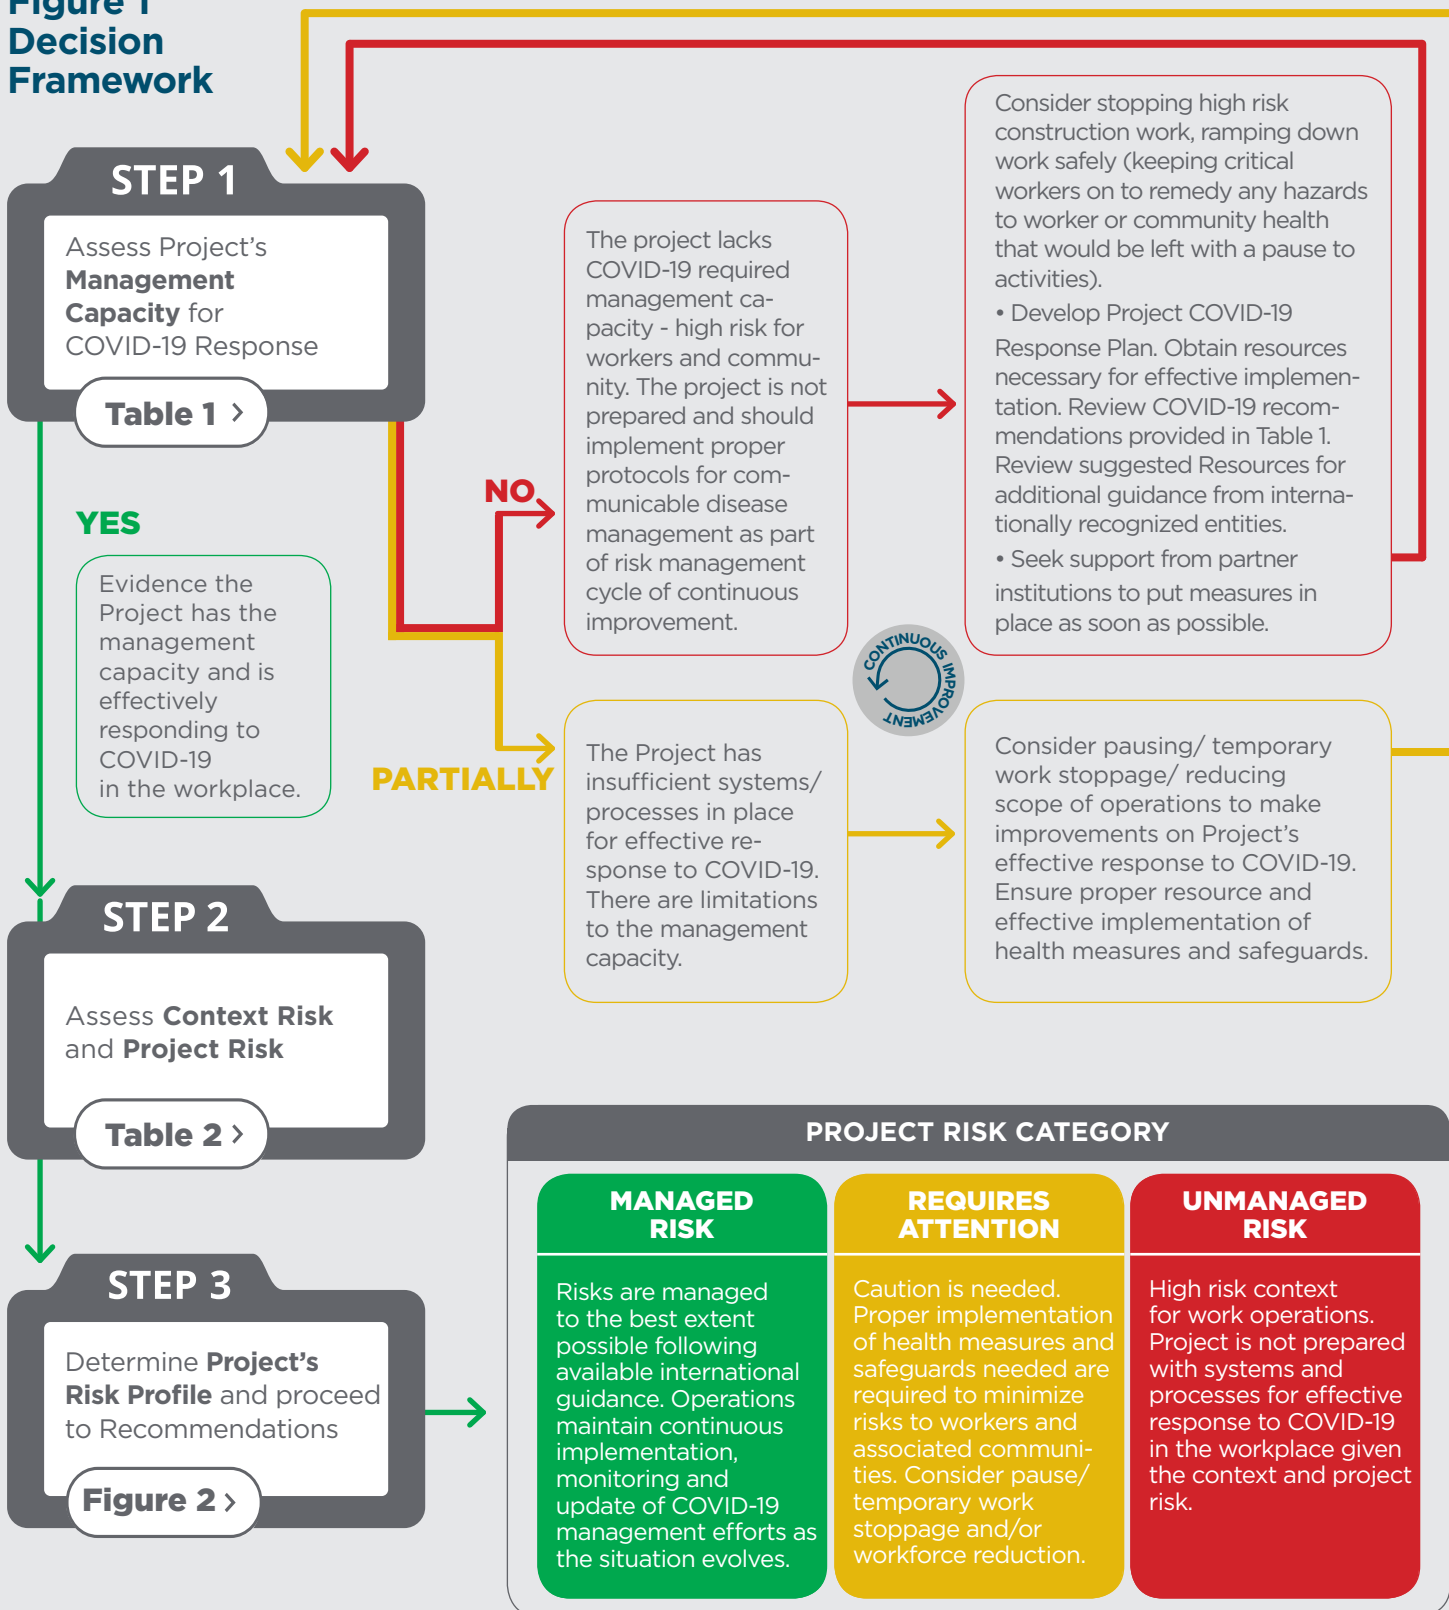 Figure 1
Decision
Framework
STEP 1
Assess Project's
Management
Capacity for
COVID-19 Response
Table 1 >
YES
Evidence the
Project has the
management
capacity and is
effectively
responding to
COVID-19
in the workplace.
NO
The project lacks
COVID-19 required
management ca-
pacity - high risk for
workers and commu-
nity. The project is not
prepared and should
implement proper
protocols for com-
municable disease
management as part
of risk management
cycle of continuous
improvement.
Consider stopping high risk
construction work, ramping down
work safely (keeping critical
workers on to remedy any hazards
to worker or community health
that would be left with a pause to
activities).
• Develop Project COVID-19
Response Plan. Obtain resources
necessary for effective implemen-
tation. Review COVID-19 recom-
mendations provided in Table 1.
Review suggested Resources for
additional guidance from interna-
tionally recognized entities.
• Seek support from partner
institutions to put measures in
place as soon as possible.
CONTINUOUS IMPROVEMENT
PARTIALLY
The Project has
insufficient systems/
processes in place
for effective re-
sponse to COVID-19.
There are limitations
to the management
capacity.
Consider pausing/ temporary
work stoppage/ reducing
scope of operations to make
improvements on Project's
effective response to COVID-19.
Ensure proper resource and
effective implementation of
health measures and safeguards.
STEP 2
Assess Context Risk
and Project Risk
Table 2 >
STEP 3
Determine Project's
Risk Profile and proceed
to Recommendations
Figure 2 >
PROJECT RISK CATEGORY
MANAGED
RISK
Risks are managed
to the best extent
possible following
available international
guidance. Operations
maintain continuous
implementation,
monitoring and
update of COVID-19
management efforts as
the situation evolves.
REQUIRES
ATTENTION
Caution is needed.
Proper implementation
of health measures and
safeguards needed are
required to minimize
risks to workers and
associated communi-
ties. Consider pause/
temporary work
stoppage and/or
workforce reduction.
UNMANAGED
RISK
High risk context
for work operations.
Project is not prepared
with systems and
processes for effective
response to COVID-19
in the workplace given
the context and project
risk.